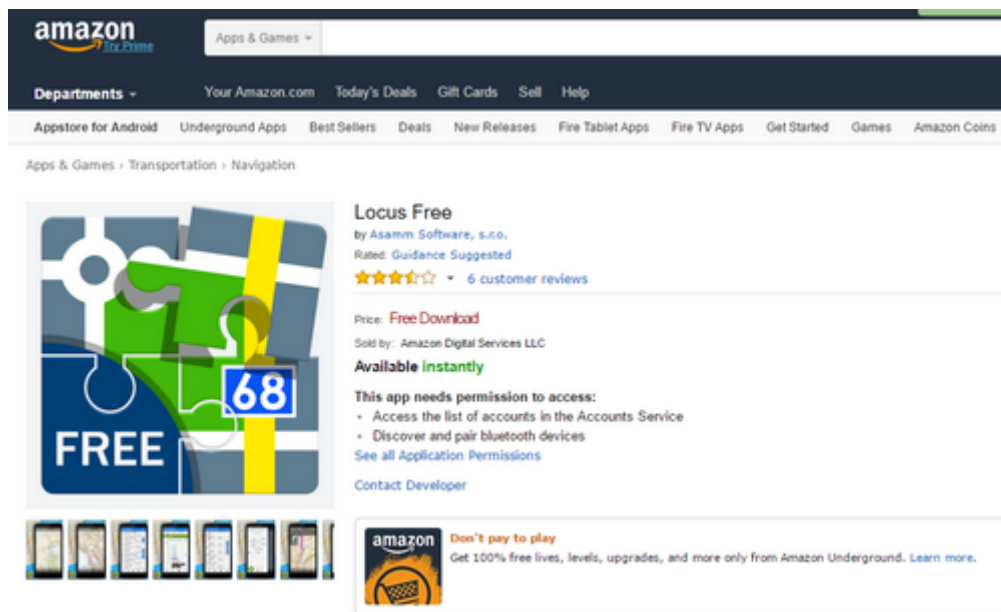 amazon
Try Prime
Apps & Games
Departments
Your Amazon.com Today's Deals Gift Cards Sell Help
Appstore for Android Underground Apps Best Sellers Deals New Releases Fire Tablet Apps Fire TV Apps Get Started Games Amazon Coins
Apps & Games › Transportation › Navigation
68
FREE
Locus Free
by Asamm Software, s.r.o.
Rated: Guidance Suggested
6 customer reviews
Price: Free Download
Sold by: Amazon Digital Services LLC
Available instantly
This app needs permission to access:
• Access the list of accounts in the Accounts Service
• Discover and pair bluetooth devices
See all Application Permissions
Contact Developer
amazon
Don't pay to play
Get 100% free lives, levels, upgrades, and more only from Amazon Underground. Learn more.